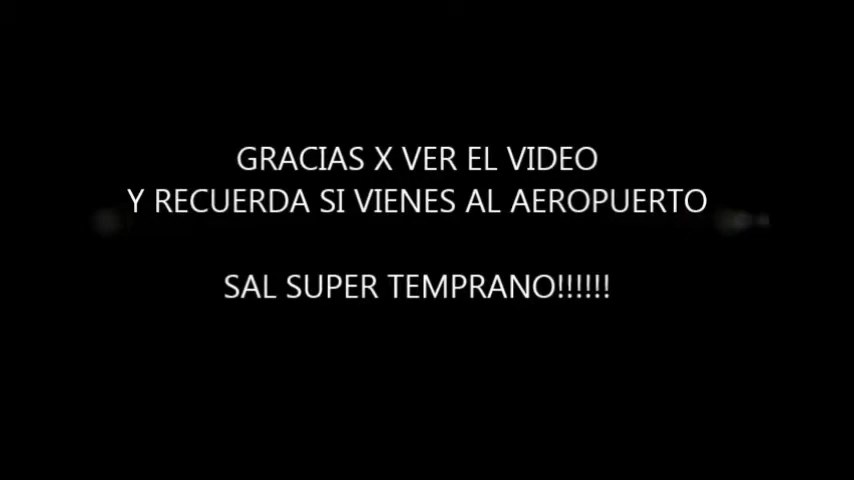 GRACIAS X VER EL VIDEO
Y RECUERDA SI VIENES AL AEROPUERTO
SAL SUPER TEMPRANO!!!!!!